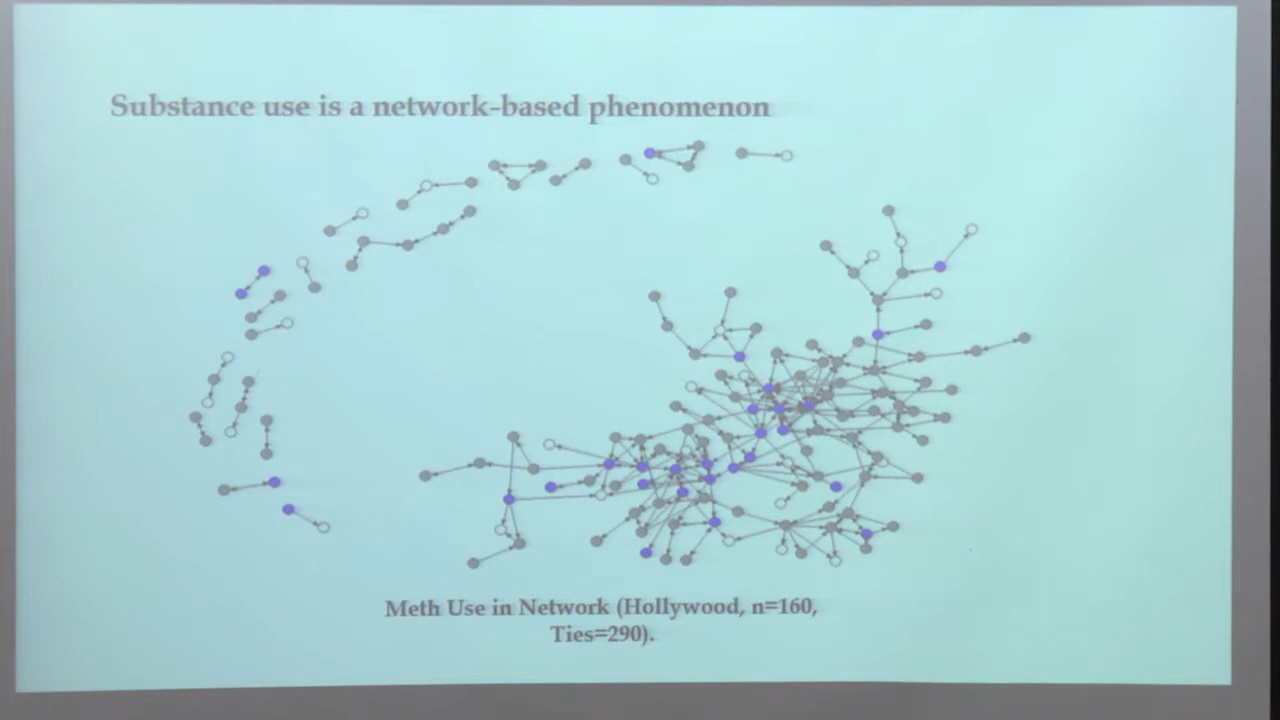 Substance use is a network-based phenomenon
Meth Use in Network (Hollywood, n=160,
Ties=290).